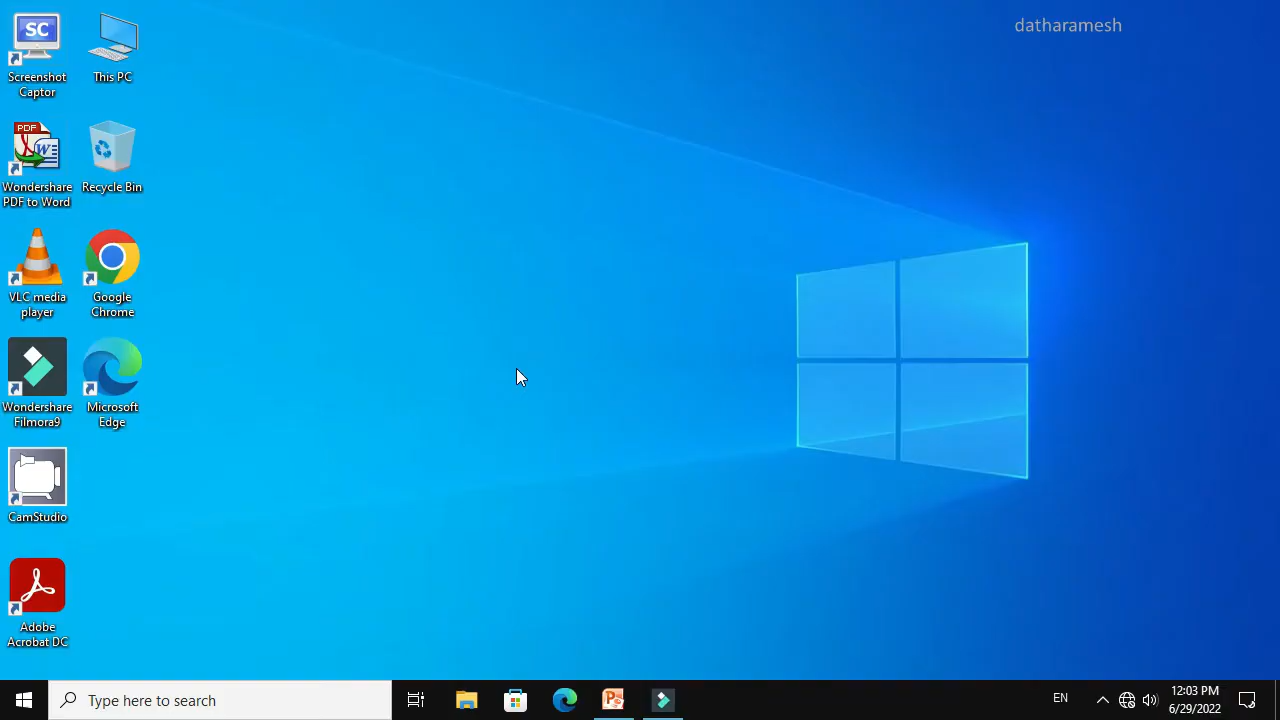 datharamesh
SC
Screenshot
Captor
This PC
PDF
W
Wondershare
PDF to Word
Recycle Bin
VLC media
player
Google
Chrome
Wondershare
Filmora9
Microsoft
Edge
CamStudio
Adobe
Acrobat DC
Type here to search
P
EN
12:03 PM
6/29/2022